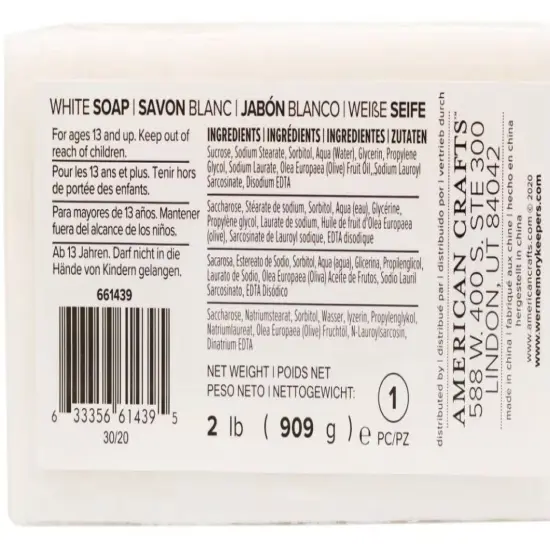 WHITE SOAP | SAVON BLANC | JABÓN BLANCO | WEIßE SEIFE
For ages 13 and up. Keep out of
reach of children.
Pour les 13 ans et plus. Tenir hors
de portée des enfants.
Para mayores de 13 años. Mantener
fuera del alcance de los niños.
Ab 13 Jahren. Darf nicht in die
Hände von Kindern gelangen.
661439
6 33356 61439 5
30/20
INGREDIENTS | INGRÉDIENTS | INGREDIENTES | ZUTATEN
Sucrose, Sodium Stearate, Sorbitol, Aqua (Water), Glycerin, Propylene
Glycol, Sodium Laurate, Olea Europaea (Olive) Fruit Oil, Sodium Lauroyl
Sarcosinate, Disodium EDTA
Saccharose, Stéarate de sodium, Sorbitol, Aqua (eau), Glycérine,
Propylène glycol, Laurate de sodium, Huile de fruit d'Olea Europaea
(olive), Sarcosinate de Lauroyl sodique, EDTA disodique
Sacarosa, Estereato de Sodio, Sorbitol, Aqua (agua), Glicerina, Propilenglicol,
Laurato de Sodio, Olea Europaea (Olivo) Aceite de Frutos, Sodio Lauril
Sarcosinato, EDTA Disódico
Saccharose, Natriumstearat, Sorbitol, Wasser, lyzerin, Propylenglykol,
Natriumlaureat, Olea Europaea (Olive) Fruchtöl, N-Lauroylsarcosin,
Dinatrium EDTA
NET WEIGHT | POIDS NET
PESO NETO | NETTOGEWICHT:
2 lb ( 909 g ) e
1
PC/PZ
distributed by | distribué par | distribuido por | vertrieb durch
AMERICAN CRAFTS™
588 W. 400 S. STE 300
LINDON, UT 84042
made in china | fabriqué aux chine | hecho en china
hergestellt in china
www.americancrafts.com © 2020
www.wermemorykeepers.com